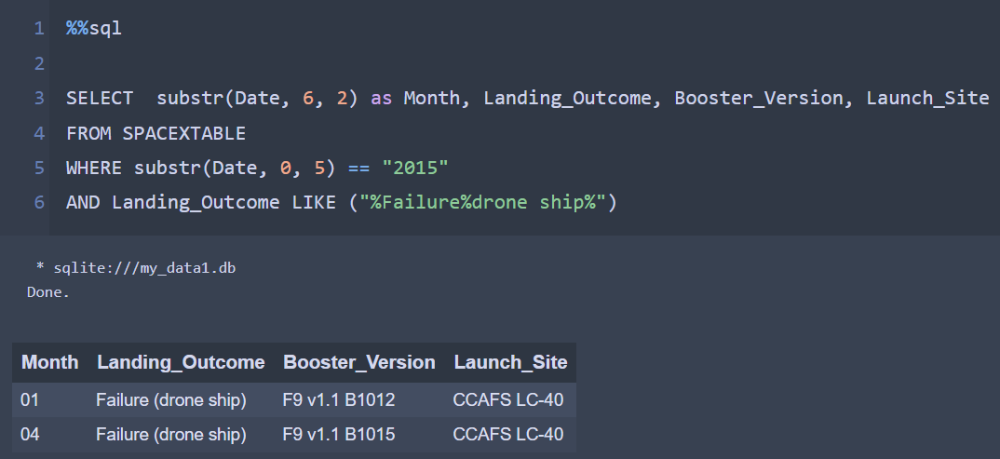 1 %%sql
2
3 SELECT  substr(Date, 6, 2) as Month, Landing_Outcome, Booster_Version, Launch_Site
4 FROM SPACEXTABLE
5 WHERE substr(Date, 0, 5) == "2015"
6 AND Landing_Outcome LIKE ("%Failure%drone ship%")
* sqlite:///my_data1.db
Done.
Month Landing_Outcome Booster_Version Launch_Site
01 Failure (drone ship) F9 v1.1 B1012 CCAFS LC-40
04 Failure (drone ship) F9 v1.1 B1015 CCAFS LC-40